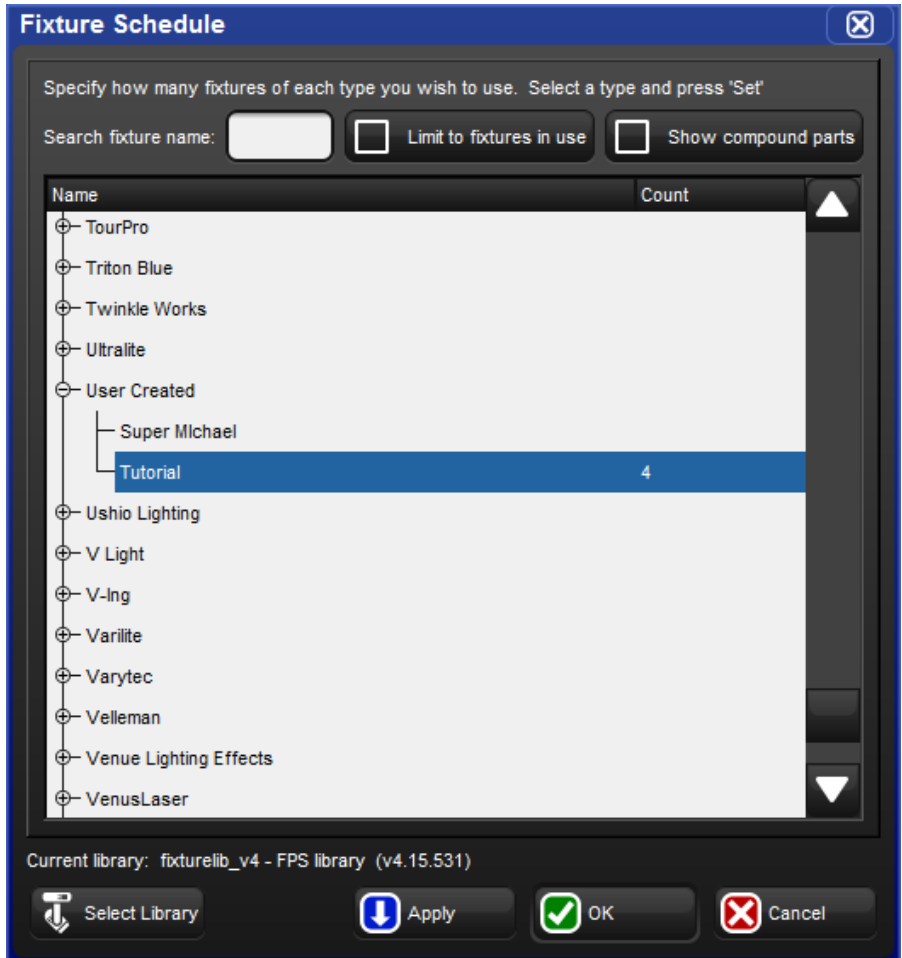 Fixture Schedule
Specify how many fixtures of each type you wish to use. Select a type and press 'Set'
Search fixture name: Limit to fixtures in use Show compound parts
Name Count
TourPro
Triton Blue
Twinkle Works
Ultralite
User Created
Super MIchael
Tutorial 4
Ushio Lighting
V Light
V-Ing
Varilite
Varytec
Velleman
Venue Lighting Effects
VenusLaser
Current library: fixturelib_v4 - FPS library (v4.15.531)
Select Library Apply OK Cancel